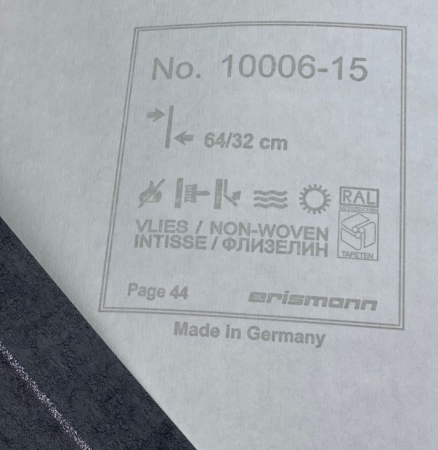 No. 10006-15
64/32 cm
RAL
VLIES / NON-WOVEN
INTISSE / ФЛИЗЕЛИН
TAPETEN
Page 44
erismann
Made in Germany